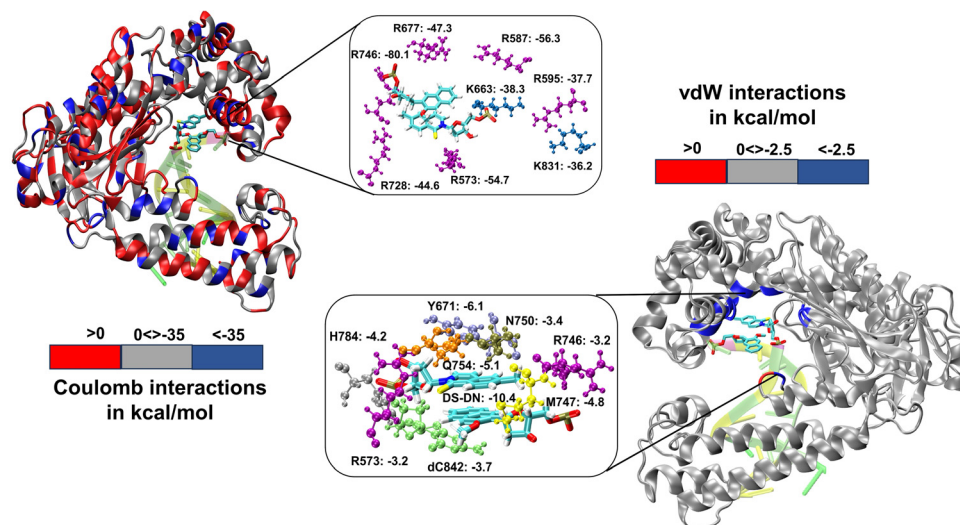 R677: -47.3
R587: -56.3
R746: -80.1
R595: -37.7
K663: -38.3
K831: -36.2
R728: -44.6
R573: -54.7
vdW interactions
in kcal/mol
>0 0<>-2.5 <-2.5
>0 0<>-35 <-35
Coulomb interactions
in kcal/mol
Y671: -6.1
N750: -3.4
H784: -4.2
R746: -3.2
Q754: -5.1
DS-DN: -10.4
M747: -4.8
R573: -3.2
dC842: -3.7